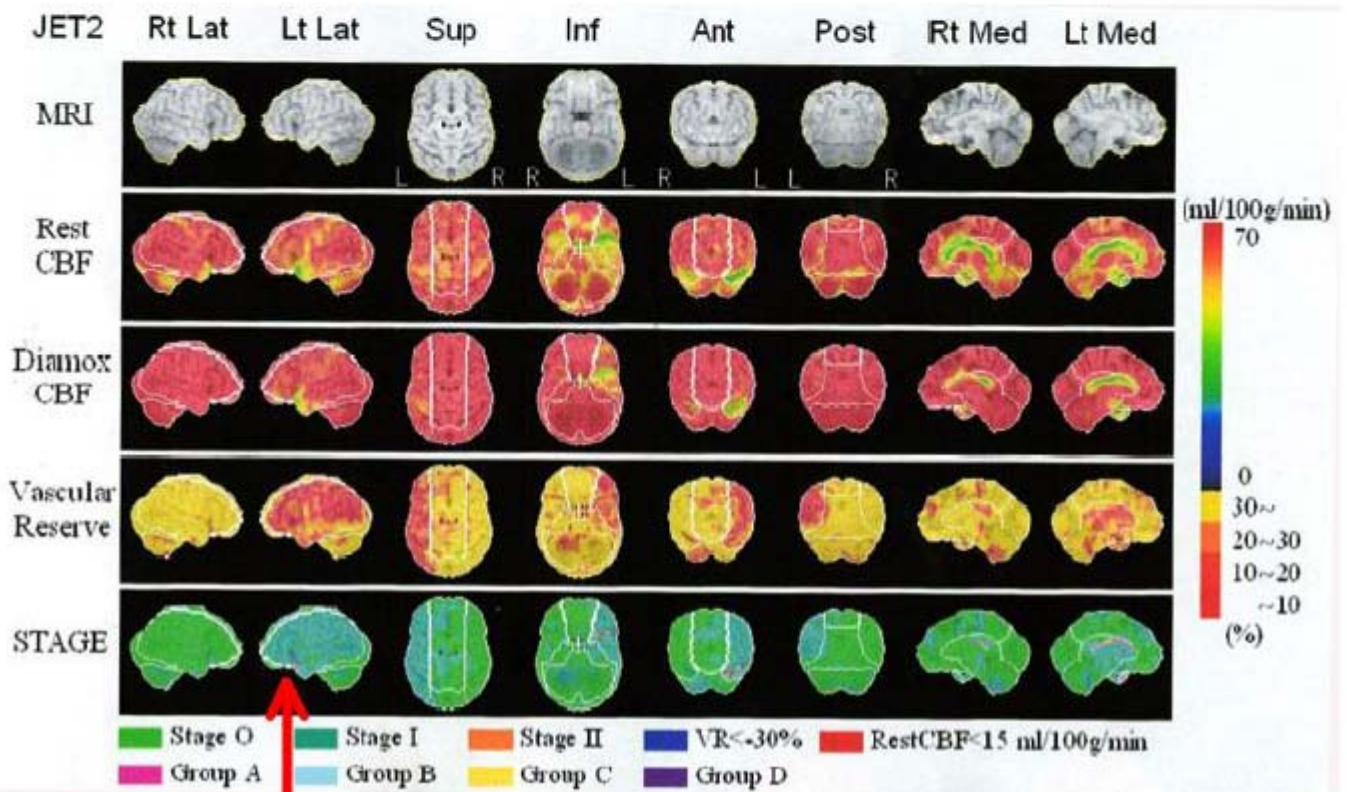 JET2 Rt Lat Lt Lat Sup Inf Ant Post Rt Med Lt Med
MRI
L R R L R L L R
Rest
CBF
(ml/100g/min)
70
Diamox
CBF
0
Vascular
Reserve
30~
20~30
10~20
~10
(%)
STAGE
Stage O Stage I Stage II VR<-30% RestCBF<15 ml/100g/min
Group A Group B Group C Group D